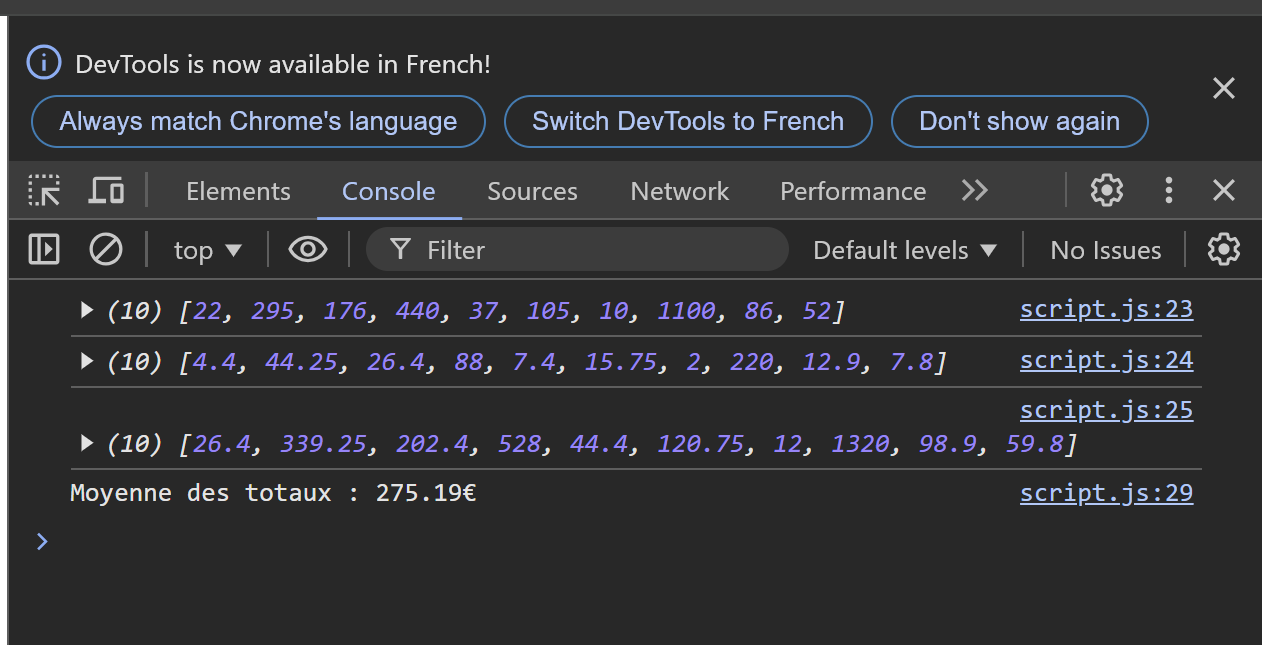 DevTools is now available in French!
Always match Chrome's language Switch DevTools to French Don't show again
Elements Console Sources Network Performance
top Filter Default levels No Issues
(10) [22, 295, 176, 440, 37, 105, 10, 1100, 86, 52] script.js:23
(10) [4.4, 44.25, 26.4, 88, 7.4, 15.75, 2, 220, 12.9, 7.8] script.js:24
script.js:25
(10) [26.4, 339.25, 202.4, 528, 44.4, 120.75, 12, 1320, 98.9, 59.8]
Moyenne des totaux : 275.19€ script.js:29